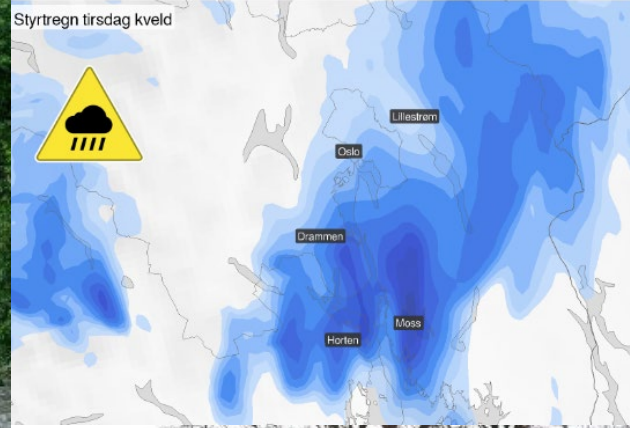 Styrtregn tirsdag kveld
Lillestrøm
Oslo
Drammen
Moss
Horten